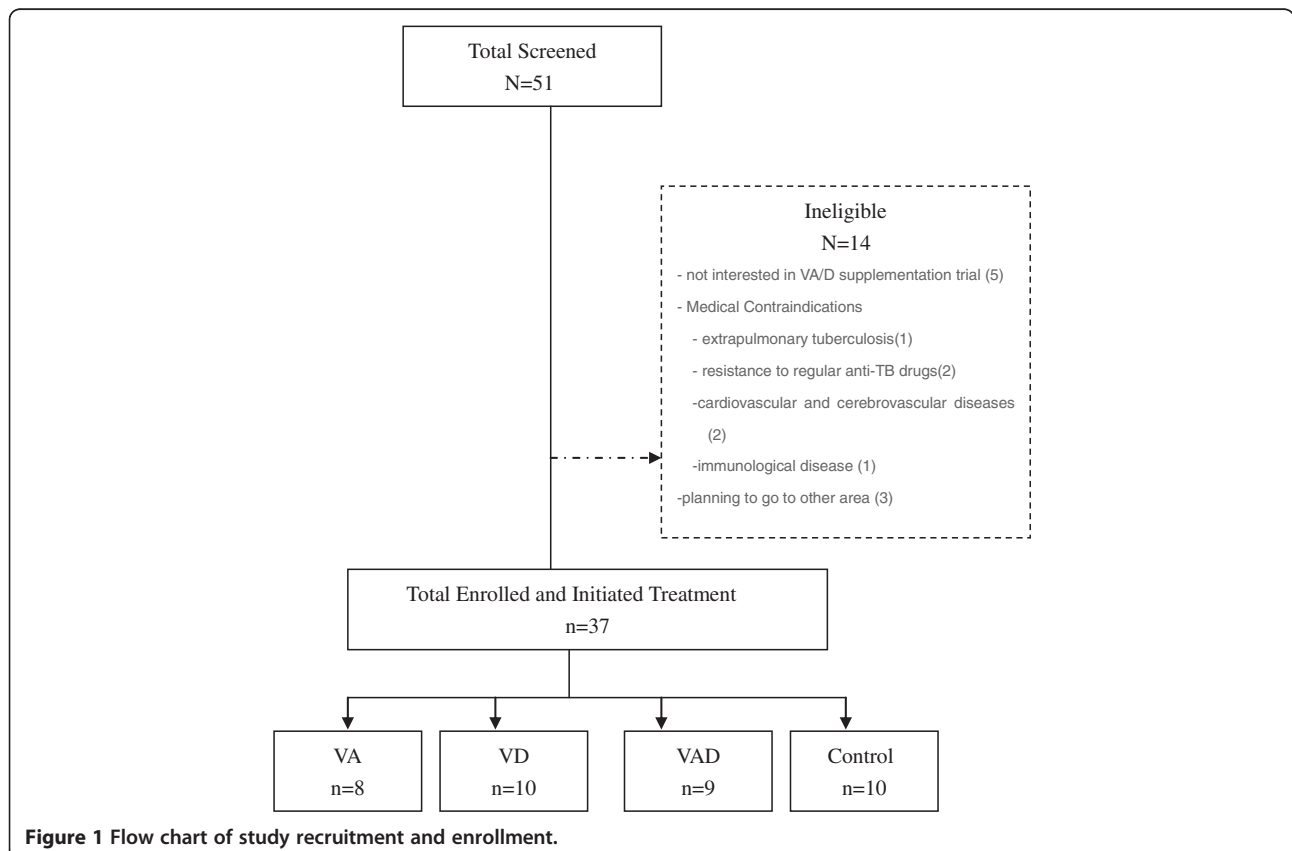 Total Screened
N=51
Ineligible
N=14
- not interested in VA/D supplementation trial (5)
- Medical Contraindications
- extrapulmonary tuberculosis(1)
- resistance to regular anti-TB drugs(2)
-cardiovascular and cerebrovascular diseases
(2)
-immunological disease (1)
-planning to go to other area (3)
Total Enrolled and Initiated Treatment
n=37
VA
n=8
VD
n=10
VAD
n=9
Control
n=10
Figure 1 Flow chart of study recruitment and enrollment.